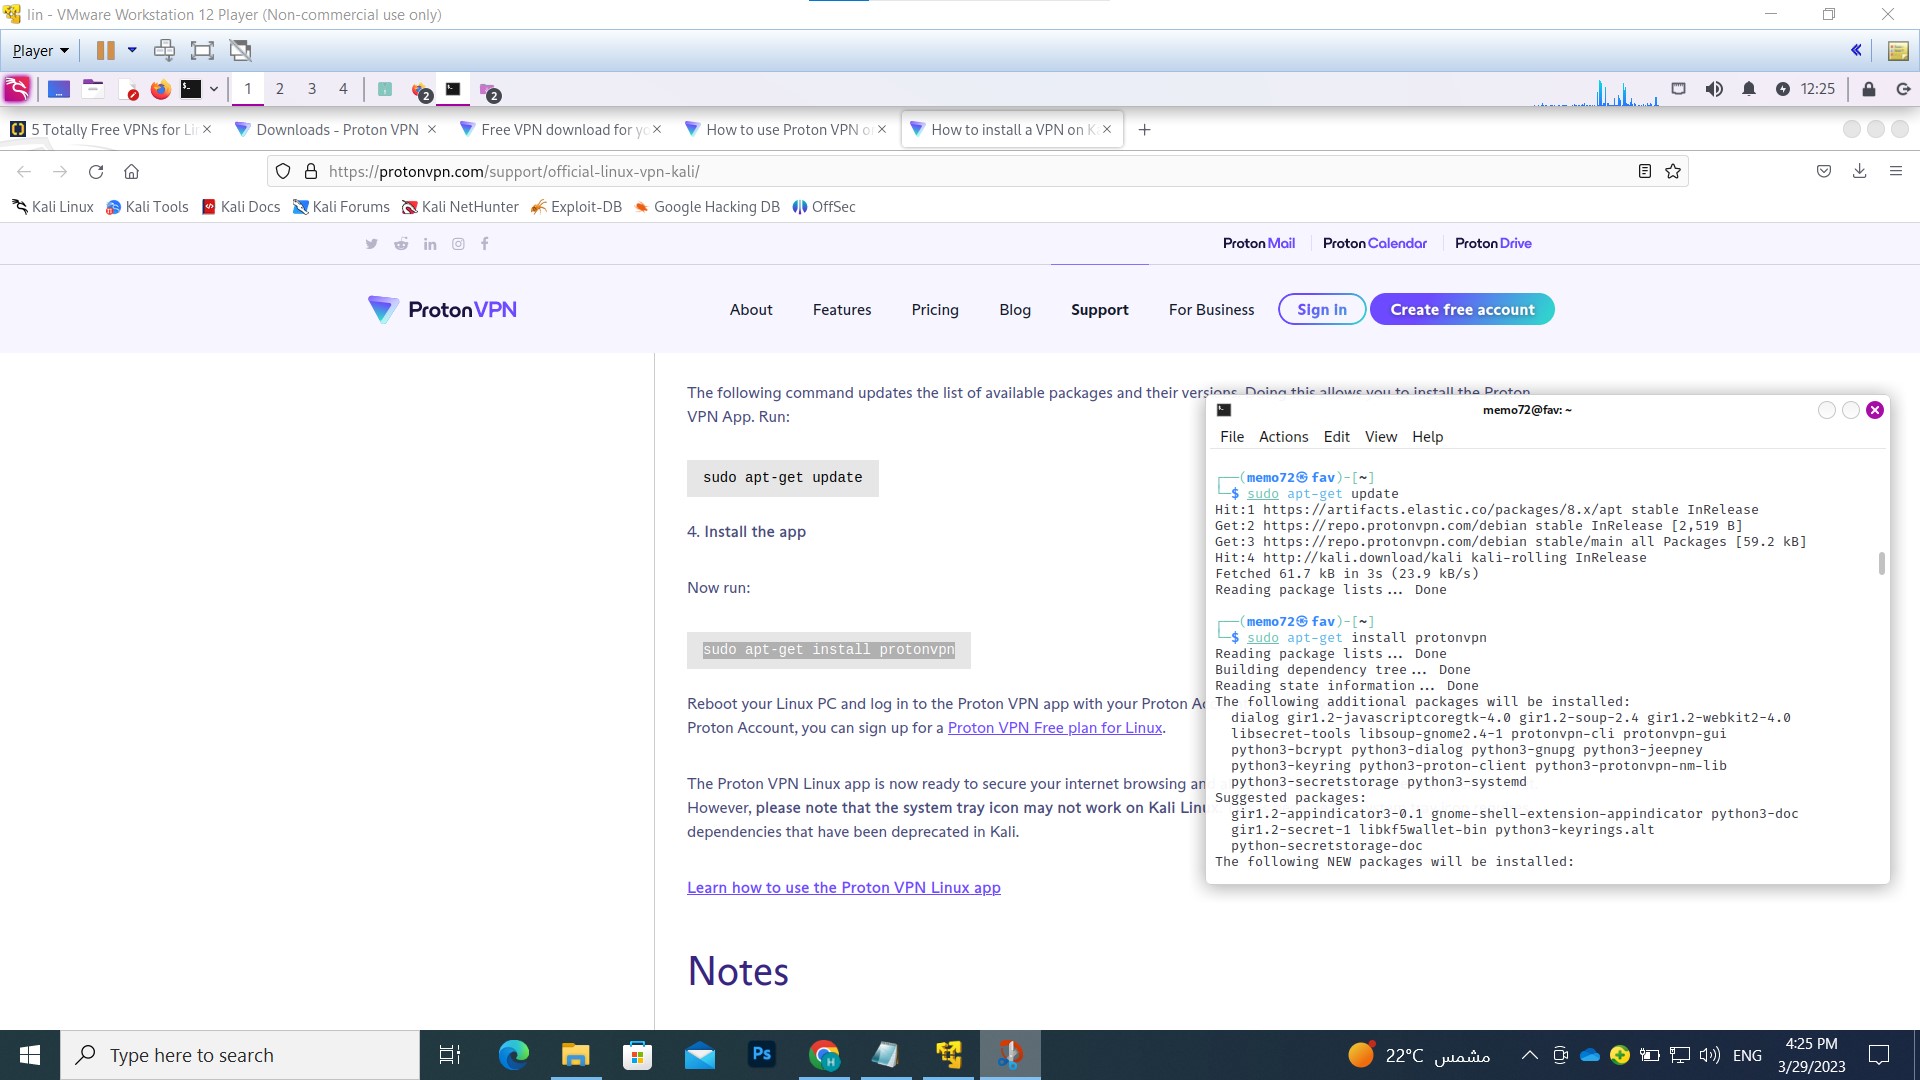 lin - VMware Workstation 12 Player (Non-commercial use only)
Player
1 2 3 4 2 2 12:25
5 Totally Free VPNs for Li
Downloads - Proton VPN
Free VPN download for yo
How to use Proton VPN o
How to install a VPN on K
https://protonvpn.com/support/official-linux-vpn-kali/
Kali Linux Kali Tools Kali Docs Kali Forums Kali NetHunter Exploit-DB Google Hacking DB OffSec
Proton Mail Proton Calendar Proton Drive
ProtonVPN About Features Pricing Blog Support For Business Sign in Create free account
The following command updates the list of available packages and their versions. Doing this allows you to install the Proton
VPN App. Run:
sudo apt-get update
4. Install the app
Now run:
sudo apt-get install protonvpn
Reboot your Linux PC and log in to the Proton VPN app with your Proton A
Proton Account, you can sign up for a Proton VPN Free plan for Linux.
The Proton VPN Linux app is now ready to secure your internet browsing an
However, please note that the system tray icon may not work on Kali Linu
dependencies that have been deprecated in Kali.
Learn how to use the Proton VPN Linux app
Notes
memo72@fav: ~
File Actions Edit View Help
┌──(memo72㉿fav)-[~]
└─$ sudo apt-get update
Hit:1 https://artifacts.elastic.co/packages/8.x/apt stable InRelease
Get:2 https://repo.protonvpn.com/debian stable InRelease [2,519 B]
Get:3 https://repo.protonvpn.com/debian stable/main all Packages [59.2 kB]
Hit:4 http://kali.download/kali kali-rolling InRelease
Fetched 61.7 kB in 3s (23.9 kB/s)
Reading package lists... Done
┌──(memo72㉿fav)-[~]
└─$ sudo apt-get install protonvpn
Reading package lists... Done
Building dependency tree... Done
Reading state information... Done
The following additional packages will be installed:
dialog gir1.2-javascriptcoregtk-4.0 gir1.2-soup-2.4 gir1.2-webkit2-4.0
libsecret-tools libsoup-gnome2.4-1 protonvpn-cli protonvpn-gui
python3-bcrypt python3-dialog python3-gnupg python3-jeepney
python3-keyring python3-proton-client python3-protonvpn-nm-lib
python3-secretstorage python3-systemd
Suggested packages:
gir1.2-appindicator3-0.1 gnome-shell-extension-appindicator python3-doc
gir1.2-secret-1 libkf5wallet-bin python3-keyrings.alt
python-secretstorage-doc
The following NEW packages will be installed:
Type here to search
Ps
H
22°C مشمس
ENG
4:25 PM
3/29/2023